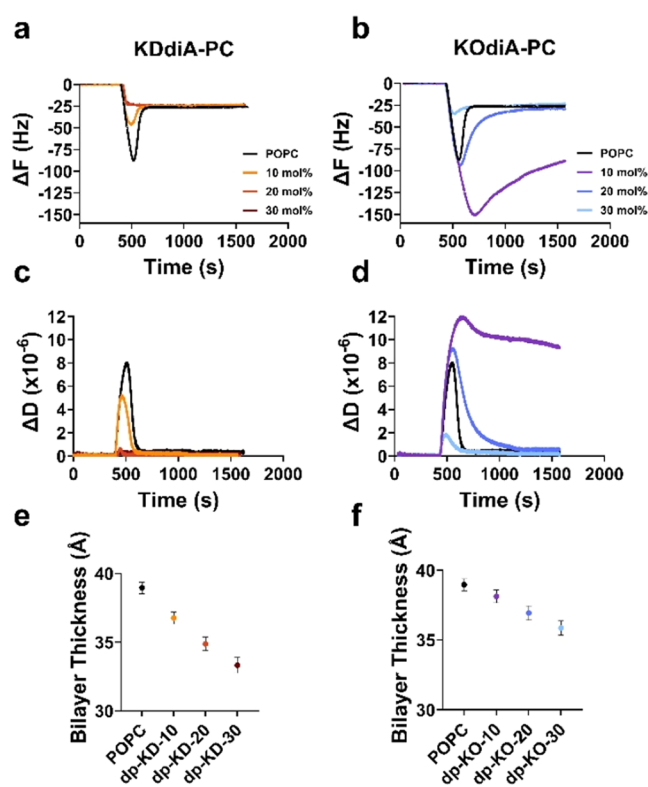 a
KDdiA-PC
b
KOdiA-PC
0
-25
-50
-75
-100
-125
-150
ΔF (Hz)
POPC
10 mol%
20 mol%
30 mol%
0 500 1000 1500 2000
Time (s)
0
-25
-50
-75
-100
-125
-150
ΔF (Hz)
POPC
10 mol%
20 mol%
30 mol%
0 500 1000 1500 2000
Time (s)
c
12
10
8
6
4
2
0
ΔD (x10-6)
0 500 1000 1500 2000
Time (s)
d
12
10
8
6
4
2
0
ΔD (x10-6)
0 500 1000 1500 2000
Time (s)
e
40
35
30
Bilayer Thickness (Å)
POPC
dp-KD-10
dp-KD-20
dp-KD-30
f
40
35
30
Bilayer Thickness (Å)
POPC
dp-KO-10
dp-KO-20
dp-KO-30